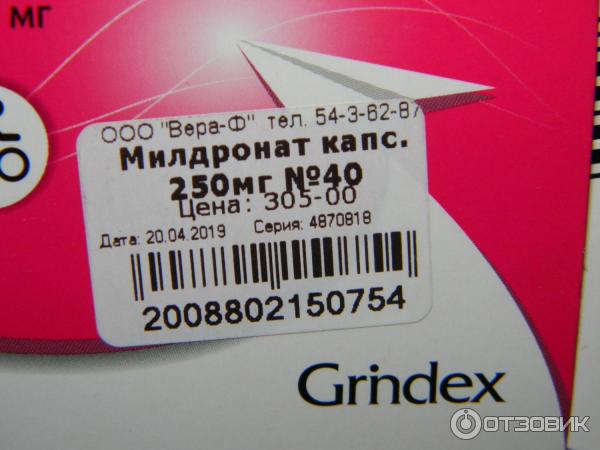 мг
ООО "Вера-Ф" тел. 54-3-62-87
Милдронат капс.
250мг №40
Цена: 305-00
Дата: 20.04.2019 Серия: 4870818
2008802150754
Grindex
ОТЗОВИК